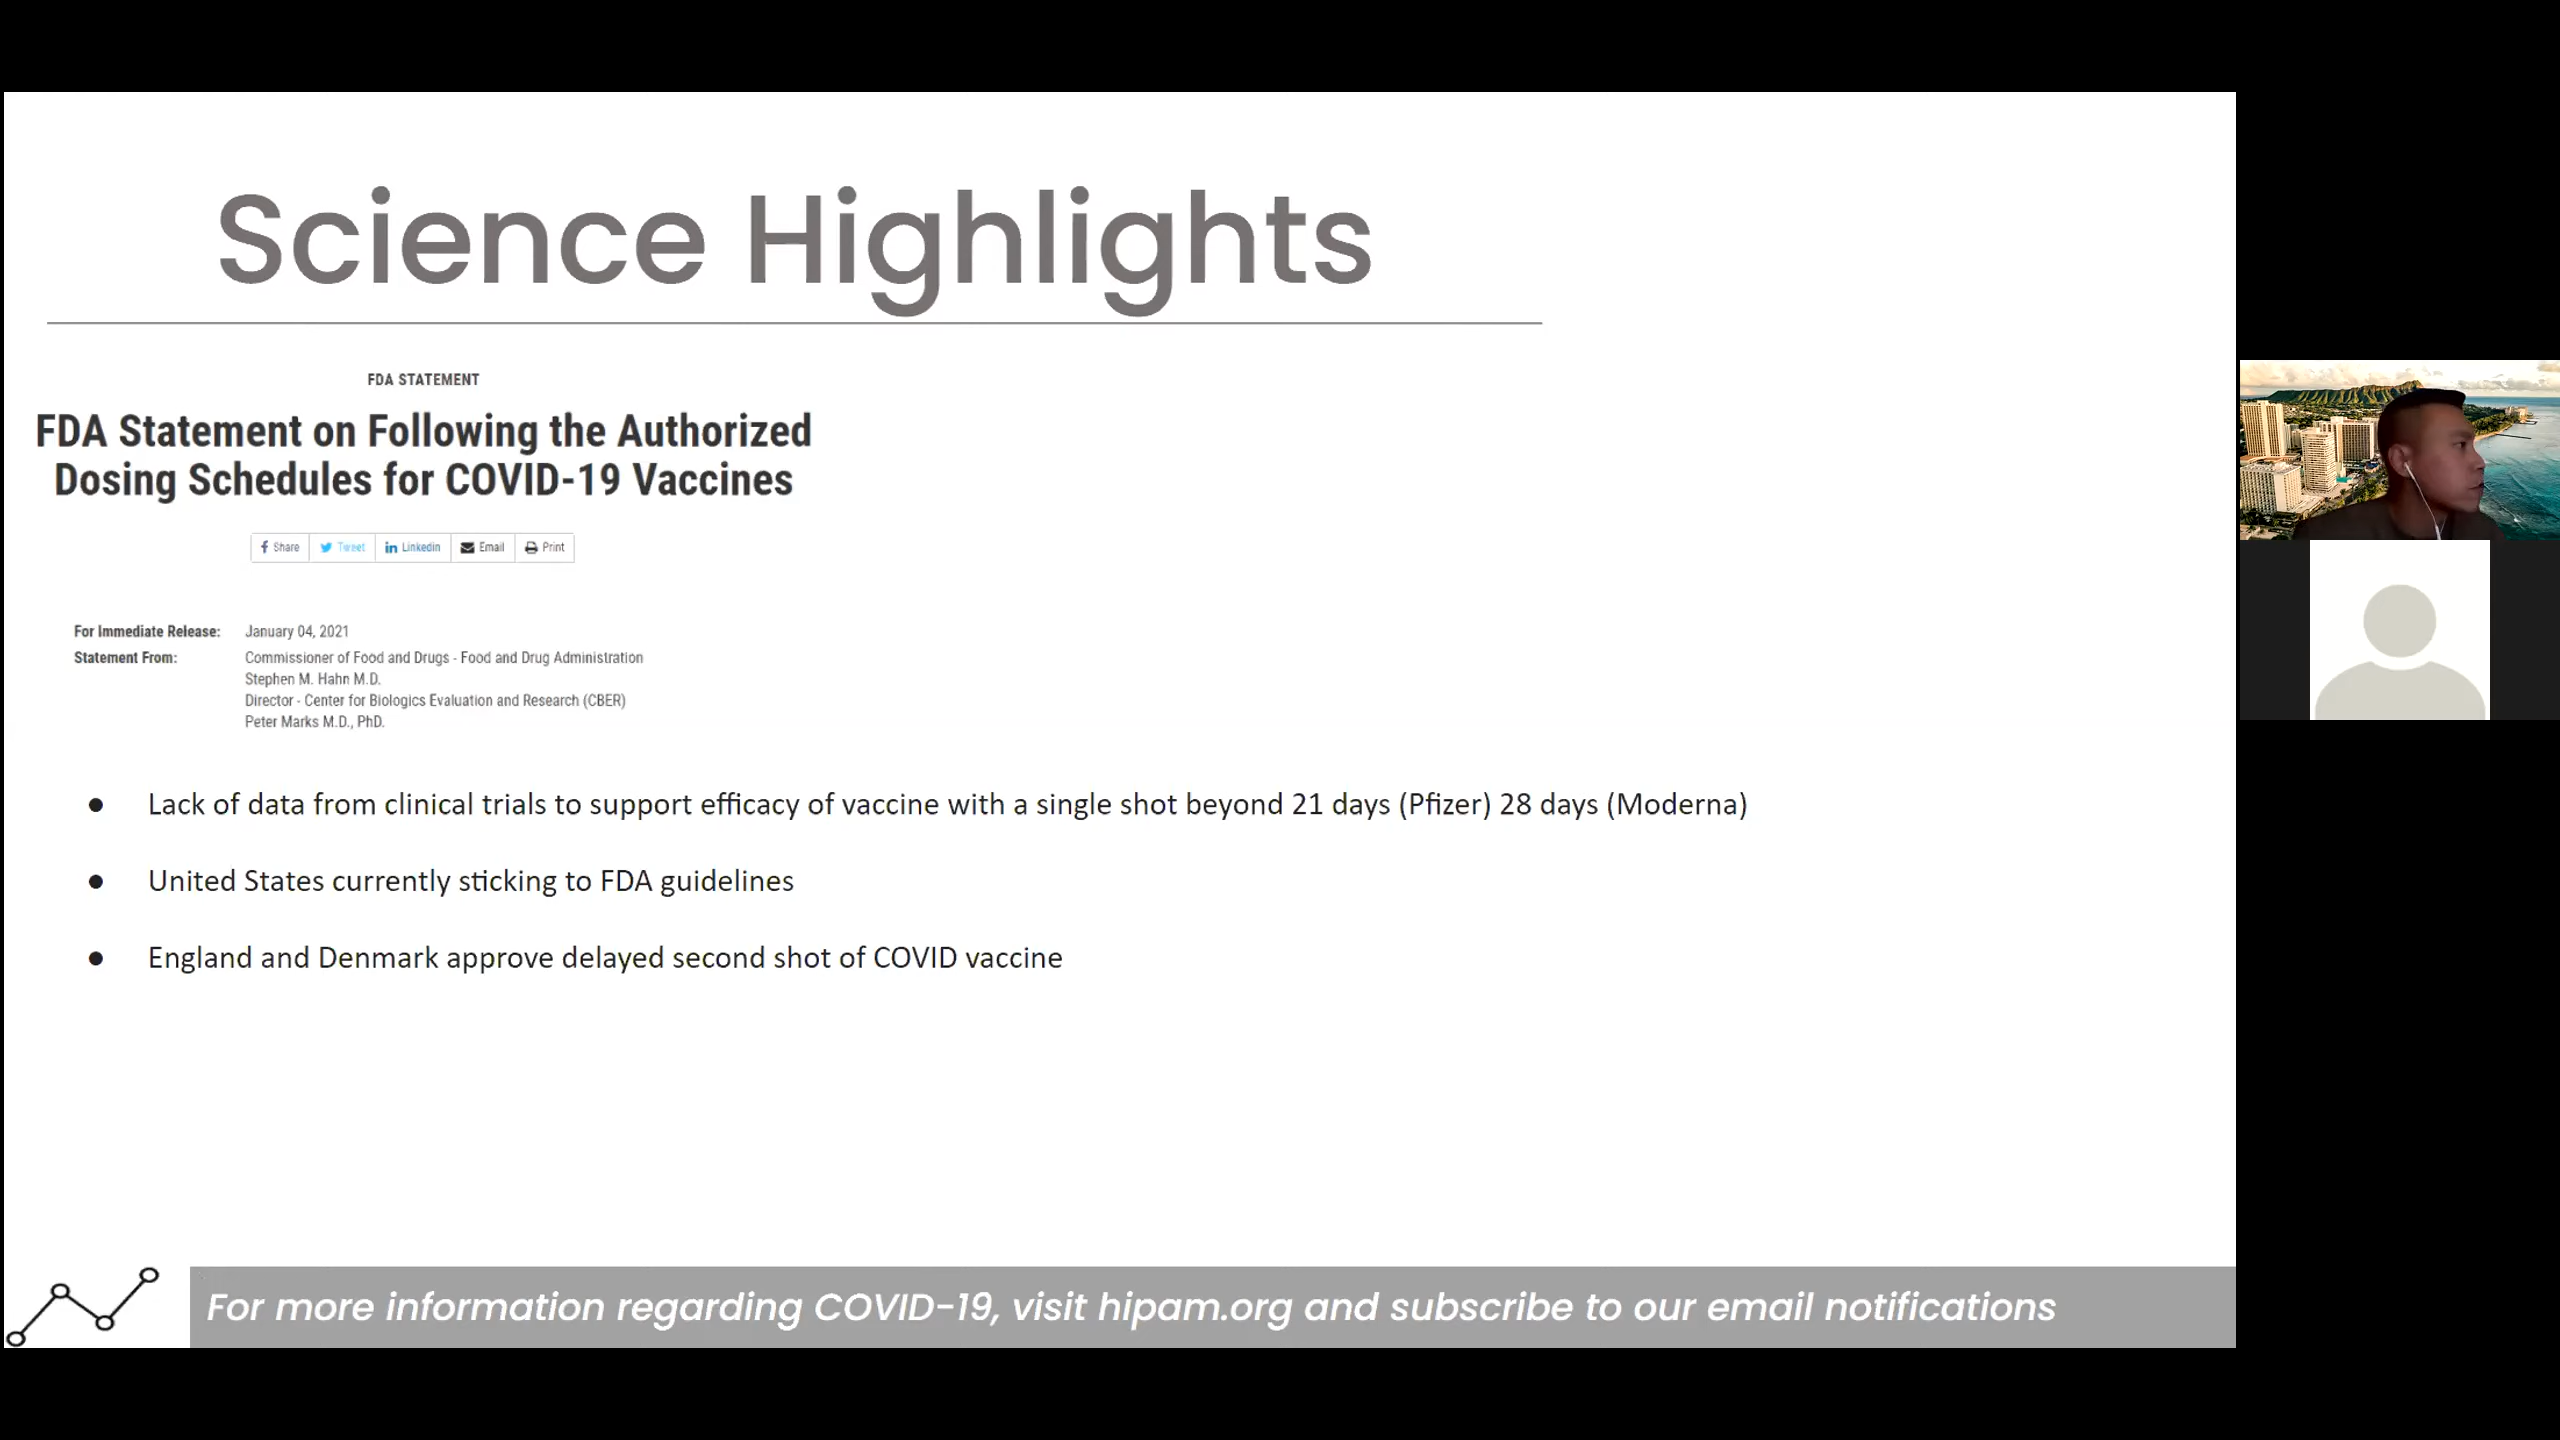 Science Highlights
FDA STATEMENT
FDA Statement on Following the Authorized
Dosing Schedules for COVID-19 Vaccines
Share Tweet Linkedin Email Print
For Immediate Release: January 04, 2021
Statement From: Commissioner of Food and Drugs - Food and Drug Administration
Stephen M. Hahn M.D.
Director - Center for Biologics Evaluation and Research (CBER)
Peter Marks M.D., PhD.
● Lack of data from clinical trials to support efficacy of vaccine with a single shot beyond 21 days (Pfizer) 28 days (Moderna)
● United States currently sticking to FDA guidelines
● England and Denmark approve delayed second shot of COVID vaccine
For more information regarding COVID-19, visit hipam.org and subscribe to our email notifications